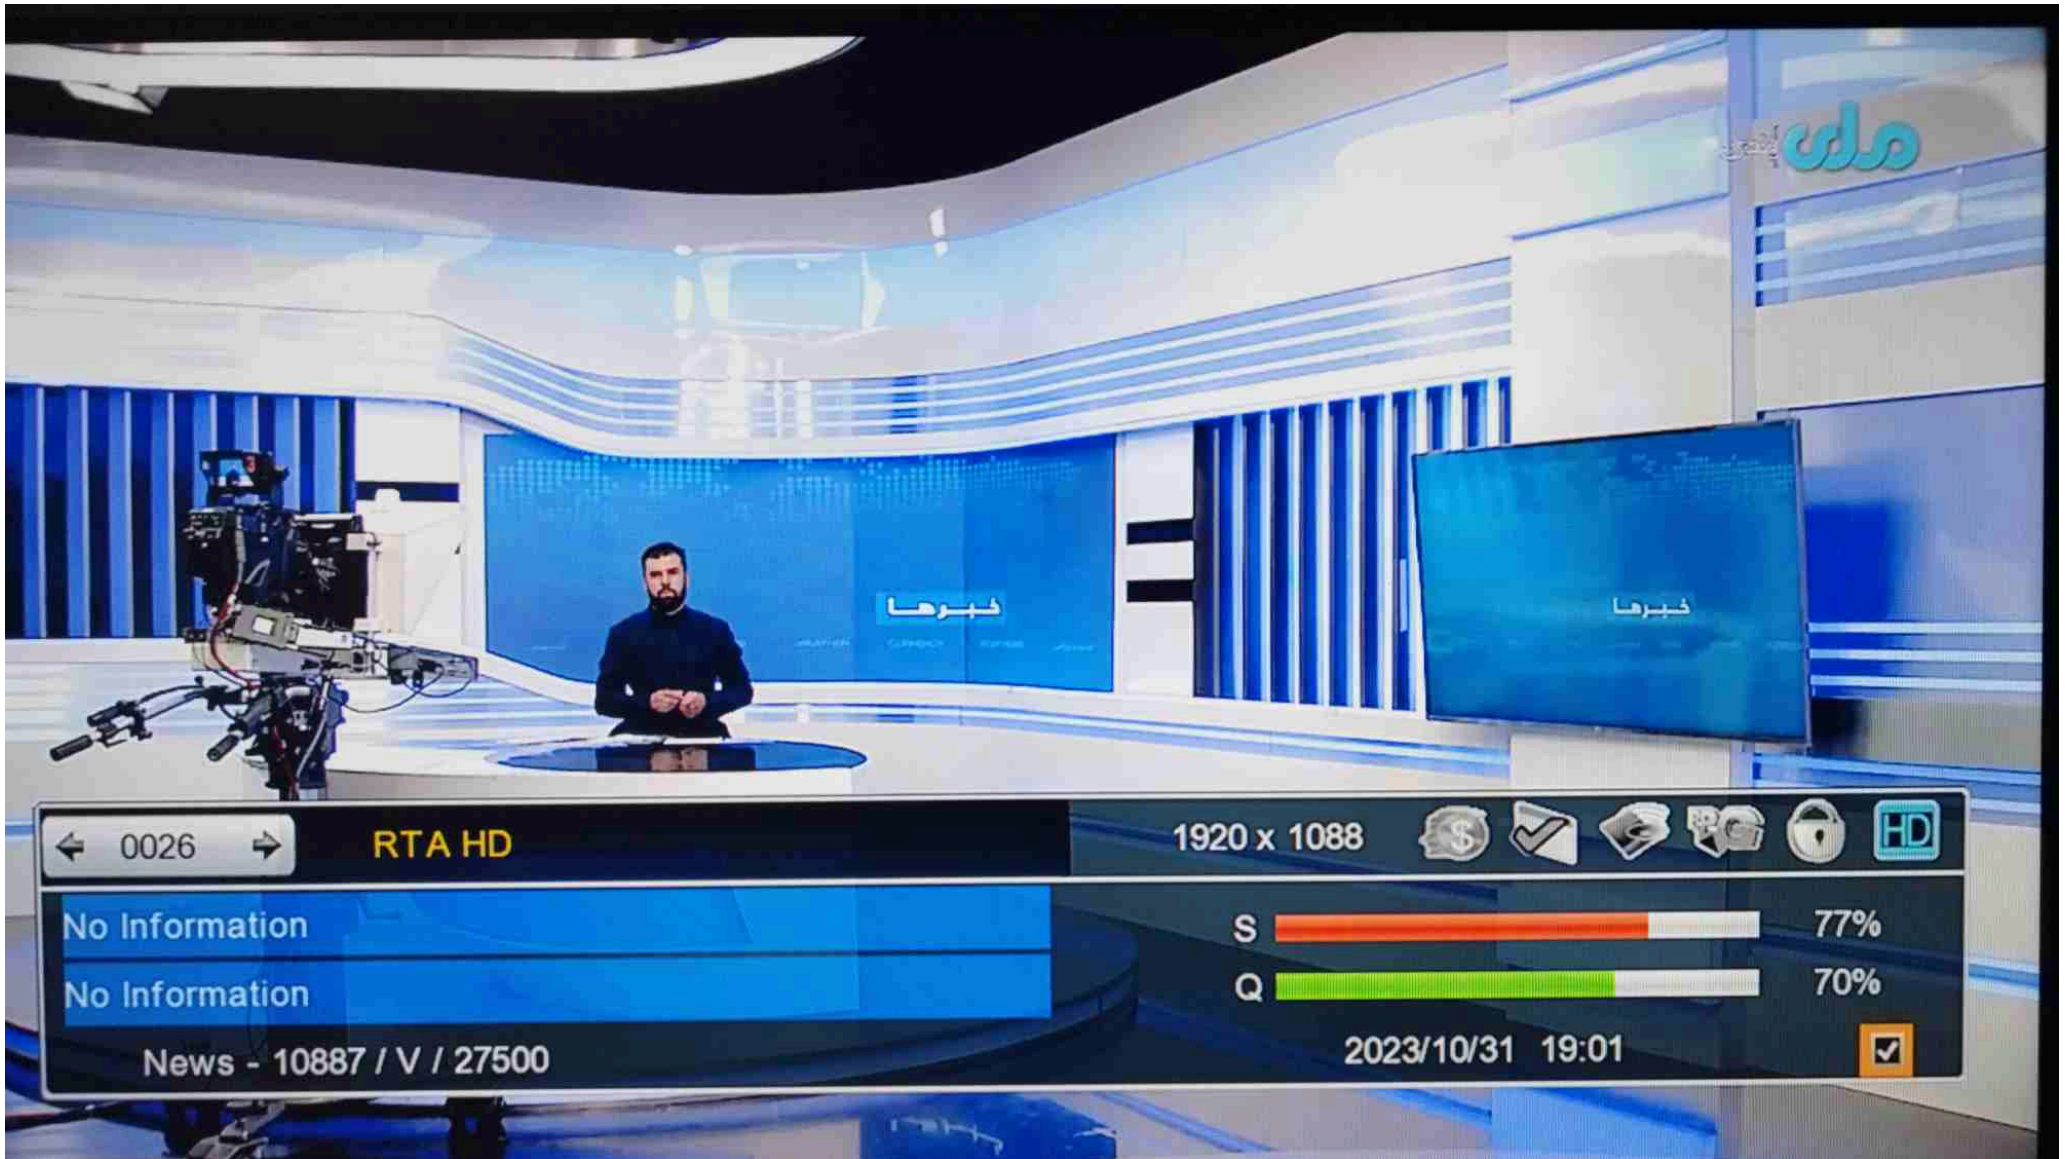 ملی
خبرها
خبرها
0026
RTA HD
1920 x 1088
HD
No Information
S
77%
No Information
Q
70%
News - 10887 / V / 27500
2023/10/31 19:01